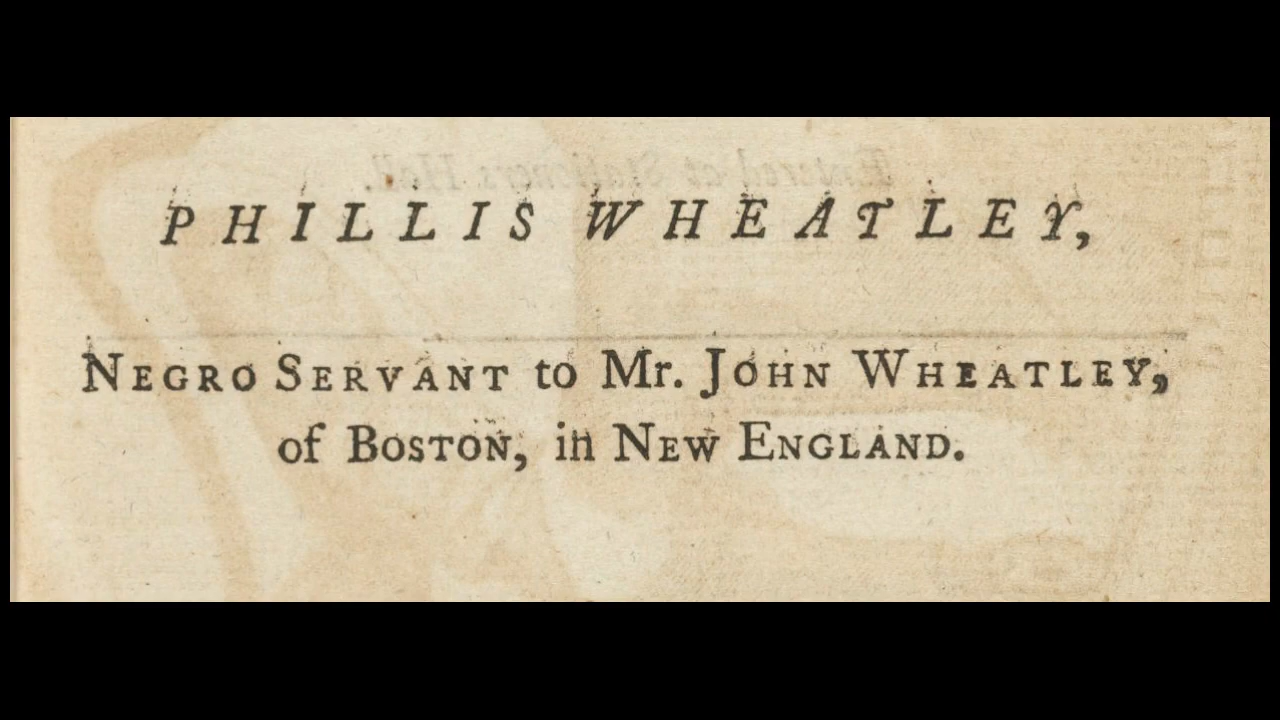 PHILLIS WHEATLEY,
NEGRO SERVANT to Mr. JOHN WHEATLEY,
of BOSTON, in NEW ENGLAND.